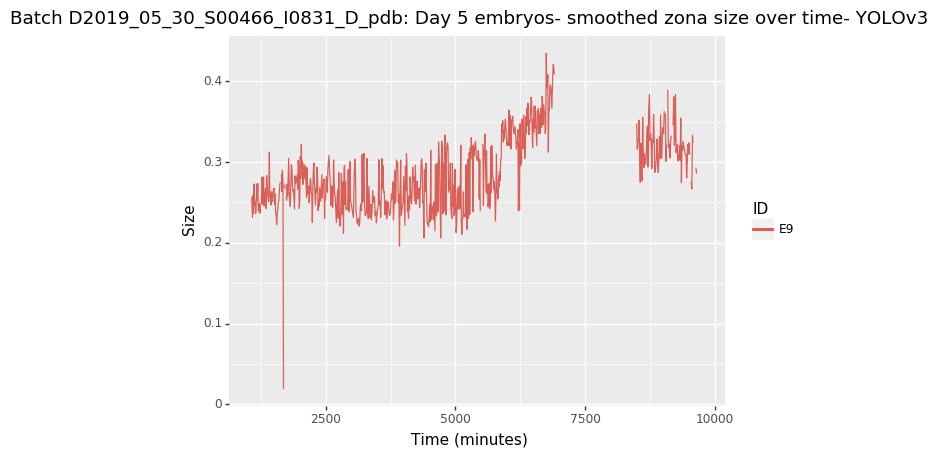 Batch D2019_05_30_S00466_I0831_D_pdb: Day 5 embryos- smoothed zona size over time- YOLOv3
0.4
0.3
0.2
0.1
0
Size
2500
5000
7500
10000
Time (minutes)
ID
E9